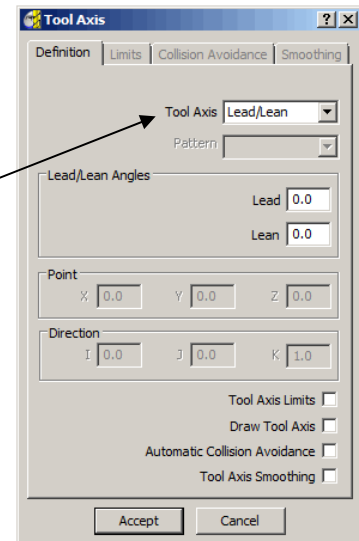 Tool Axis
Definition Limits Collision Avoidance Smoothing
Tool Axis Lead/Lean
Pattern
Lead/Lean Angles
Lead 0.0
Lean 0.0
Point
X 0.0 Y 0.0 Z 0.0
Direction
I 0.0 J 0.0 K 1.0
Tool Axis Limits
Draw Tool Axis
Automatic Collision Avoidance
Tool Axis Smoothing
Accept Cancel